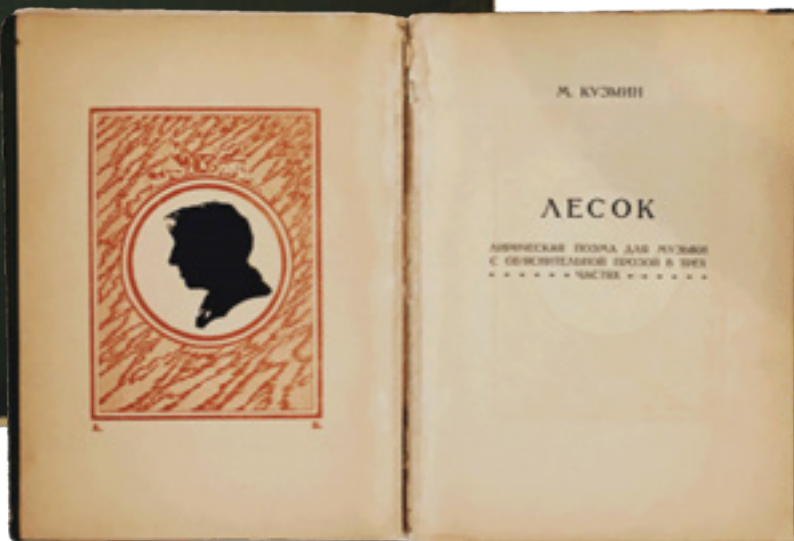 М. КУЗМИН
ЛЕСОК
ЛИРИЧЕСКАЯ ПОЭМА ДЛЯ МУЗЫКИ
С ОБЪЯСНИТЕЛЬНОЙ ПРОЗОЙ В ТРЕХ
ЧАСТЯХ